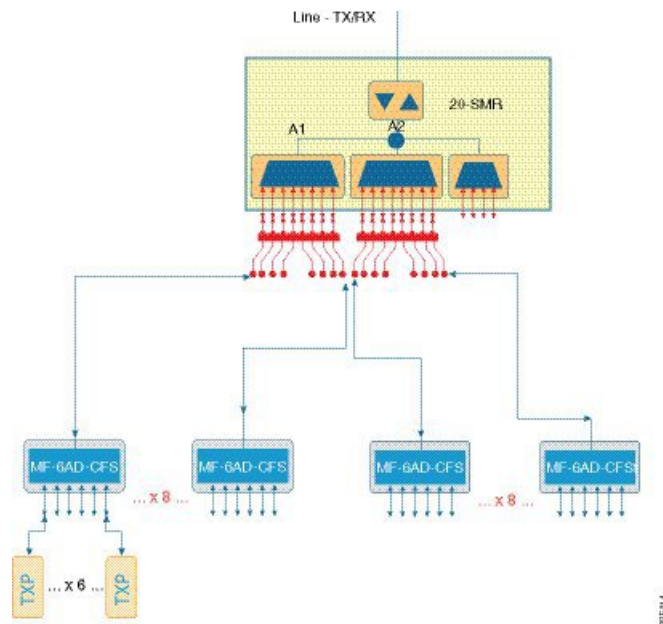 Line - TX/RX
20-SMR
A1
A2
MF-6AD-CFS
MF-6AD-CFS
MF-6AD-CFS
MF-6AD-CFS
... x 8 ...
... x 8 ...
TXP
... x 6 ...
TXP